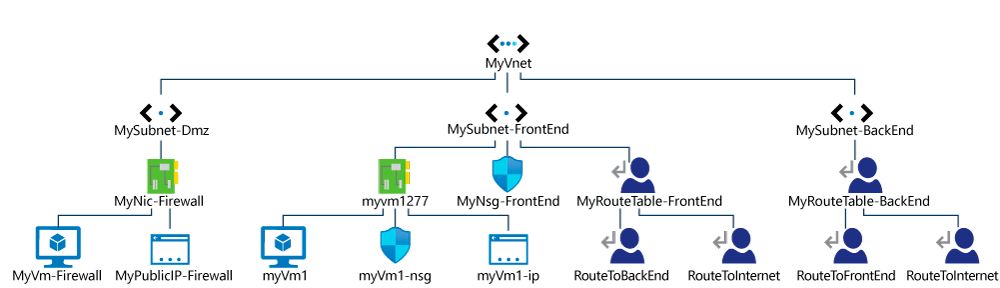 MyVnet
MySubnet-Dmz
MySubnet-FrontEnd
MySubnet-BackEnd
MyNic-Firewall
myvm1277
MyNsg-FrontEnd
MyRouteTable-FrontEnd
MyRouteTable-BackEnd
MyVm-Firewall
MyPublicIP-Firewall
myVm1
myVm1-nsg
myVm1-ip
RouteToBackEnd
RouteToInternet
RouteToFrontEnd
RouteToInternet